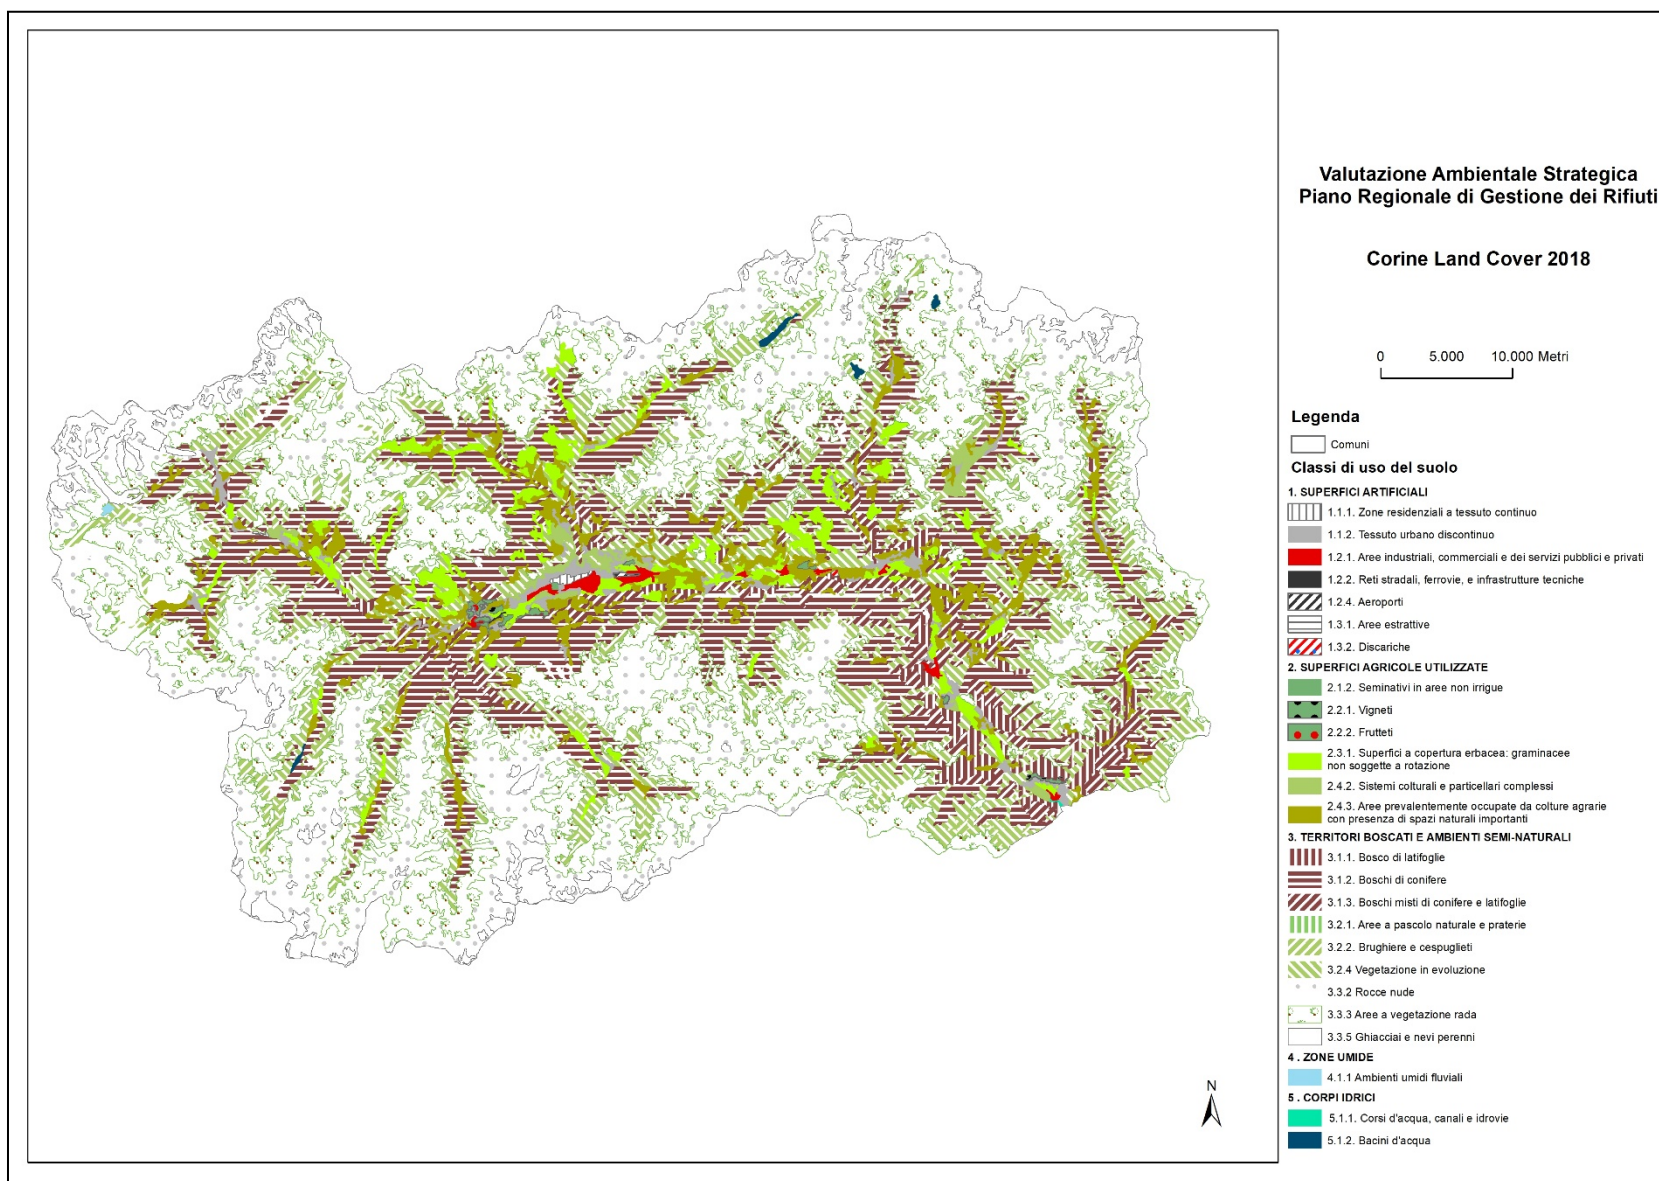 Valutazione Ambientale Strategica
Piano Regionale di Gestione dei Rifiuti
Corine Land Cover 2018
0 5.000 10.000 Metri
Legenda
Comuni
Classi di uso del suolo
1. SUPERFICI ARTIFICIALI
1.1.1. Zone residenziali a tessuto continuo
1.1.2. Tessuto urbano discontinuo
1.2.1. Aree industriali, commerciali e dei servizi pubblici e privati
1.2.2. Reti stradali, ferrovie, e infrastrutture tecniche
1.2.4. Aeroporti
1.3.1. Aree estrattive
1.3.2. Discariche
2. SUPERFICI AGRICOLE UTILIZZATE
2.1.2. Seminativi in aree non irrigue
2.2.1. Vigneti
2.2.2. Frutteti
2.3.1. Superfici a copertura erbacea: graminacee
non soggette a rotazione
2.4.2. Sistemi colturali e particellari complessi
2.4.3. Aree prevalentemente occupate da colture agrarie
con presenza di spazi naturali importanti
3. TERRITORI BOSCATI E AMBIENTI SEMI-NATURALI
3.1.1. Bosco di latifoglie
3.1.2. Boschi di conifere
3.1.3. Boschi misti di conifere e latifoglie
3.2.1. Aree a pascolo naturale e praterie
3.2.2. Brughiere e cespuglieti
3.2.4 Vegetazione in evoluzione
3.3.2 Rocce nude
3.3.3 Aree a vegetazione rada
3.3.5 Ghiacciai e nevi perenni
4 . ZONE UMIDE
4.1.1 Ambienti umidi fluviali
5 . CORPI IDRICI
5.1.1. Corsi d'acqua, canali e idrovie
5.1.2. Bacini d'acqua
N